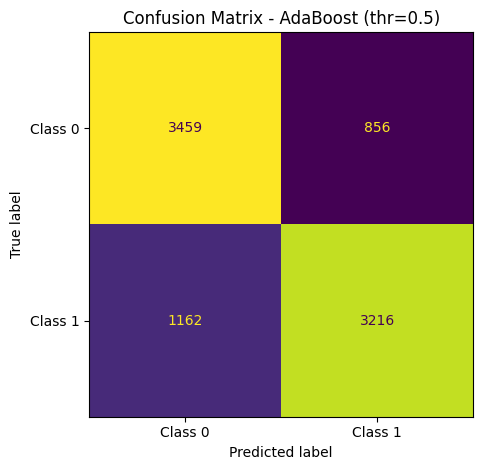 Confusion Matrix - AdaBoost (thr=0.5)
Class 0
3459
856
True label
Class 1
1162
3216
Class 0
Class 1
Predicted label